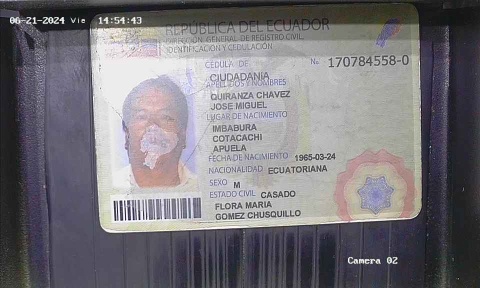 06-21-2024 Vie 14:54:43
REPÚBLICA DEL ECUADOR
DIRECCIÓN GENERAL DE REGISTRO CIVIL,
IDENTIFICACIÓN Y CEDULACIÓN
CÉDULA DE No 170784558-0
CIUDADANIA
APELLIDOS Y NOMBRES
QUIRANZA CHAVEZ
JOSE MIGUEL
LUGAR DE NACIMIENTO
IMBABURA
COTACACHI
APUELA
FECHA DE NACIMIENTO 1965-03-24
NACIONALIDAD ECUATORIANA
SEXO M
ESTADO CIVIL CASADO
FLORA MARIA
GOMEZ CHUSQUILLO
Camera 02